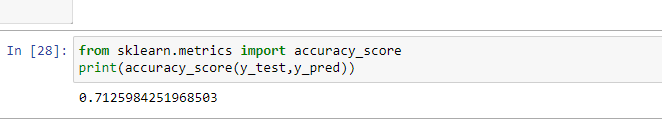 In [28]: from sklearn.metrics import accuracy_score
print(accuracy_score(y_test,y_pred))
0.7125984251968503